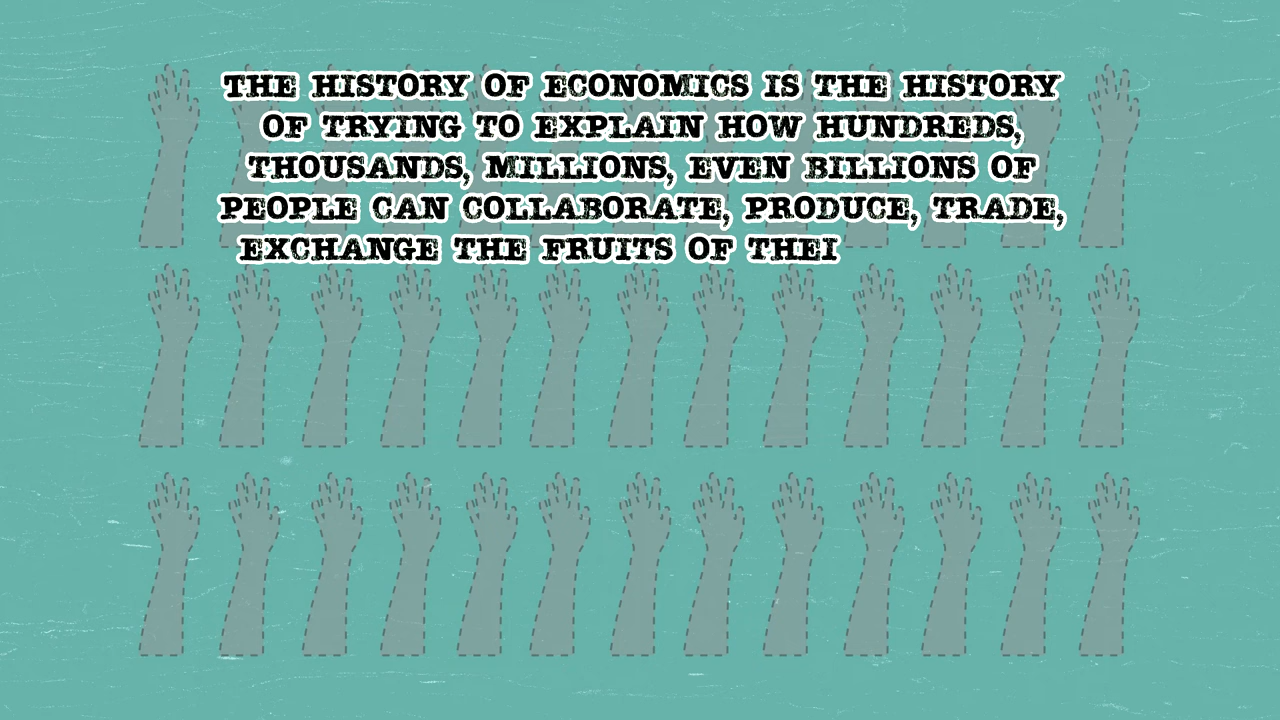 THE HISTORY OF ECONOMICS IS THE HISTORY
OF TRYING TO EXPLAIN HOW HUNDREDS,
THOUSANDS, MILLIONS, EVEN BILLIONS OF
PEOPLE CAN COLLABORATE, PRODUCE, TRADE,
EXCHANGE THE FRUITS OF THEI